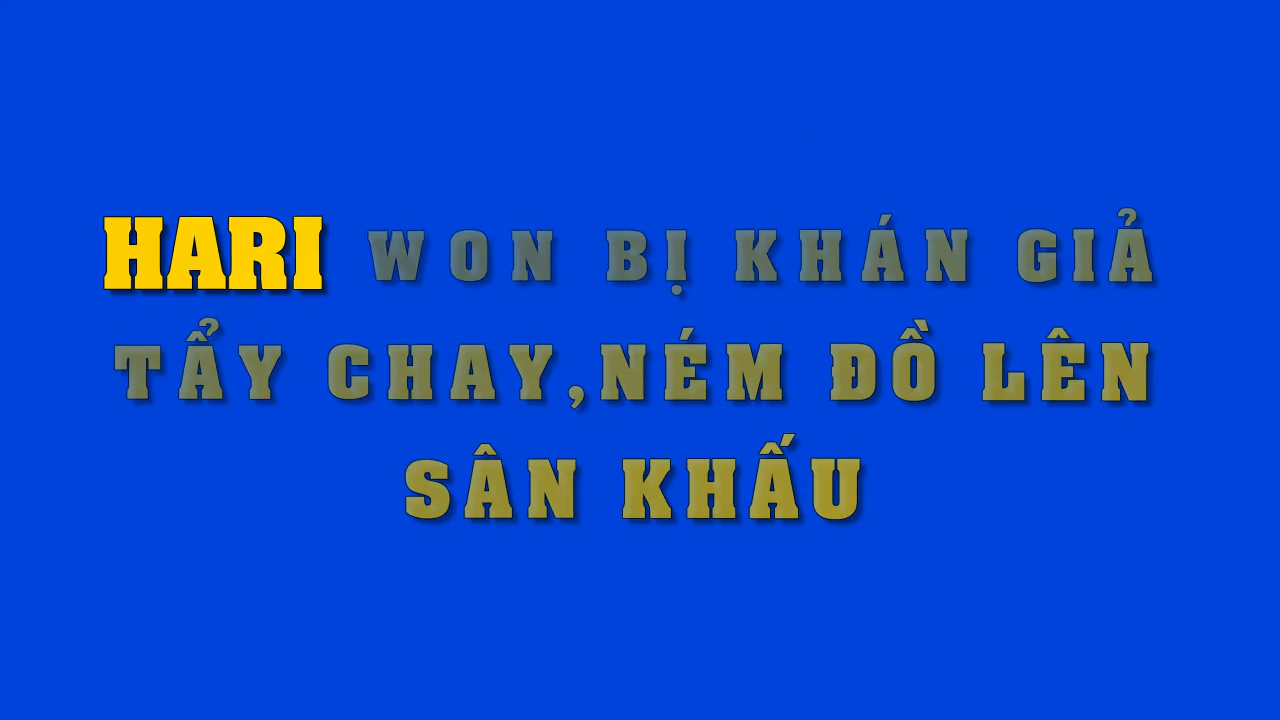 HARI WON BỊ KHÁN GIẢ
TẨY CHAY,NÉM ĐỒ LÊN
SÂN KHẤU